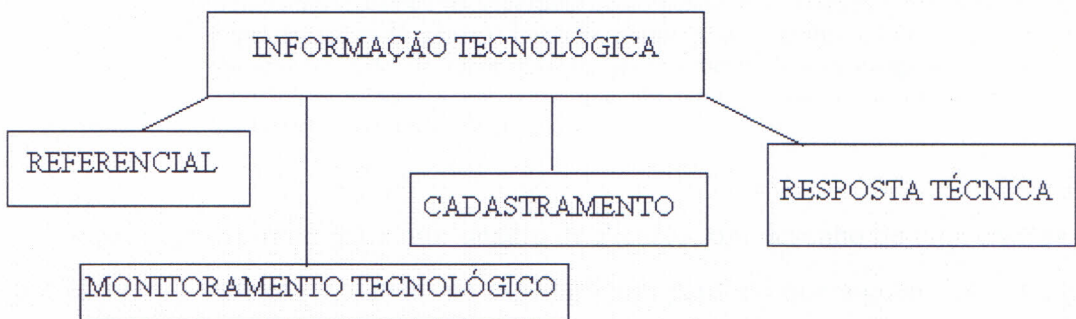 INFORMAÇÃO TECNOLÓGICA
REFERENCIAL
CADASTRAMENTO
RESPOSTA TÉCNICA
MONITORAMENTO TECNOLÓGICO